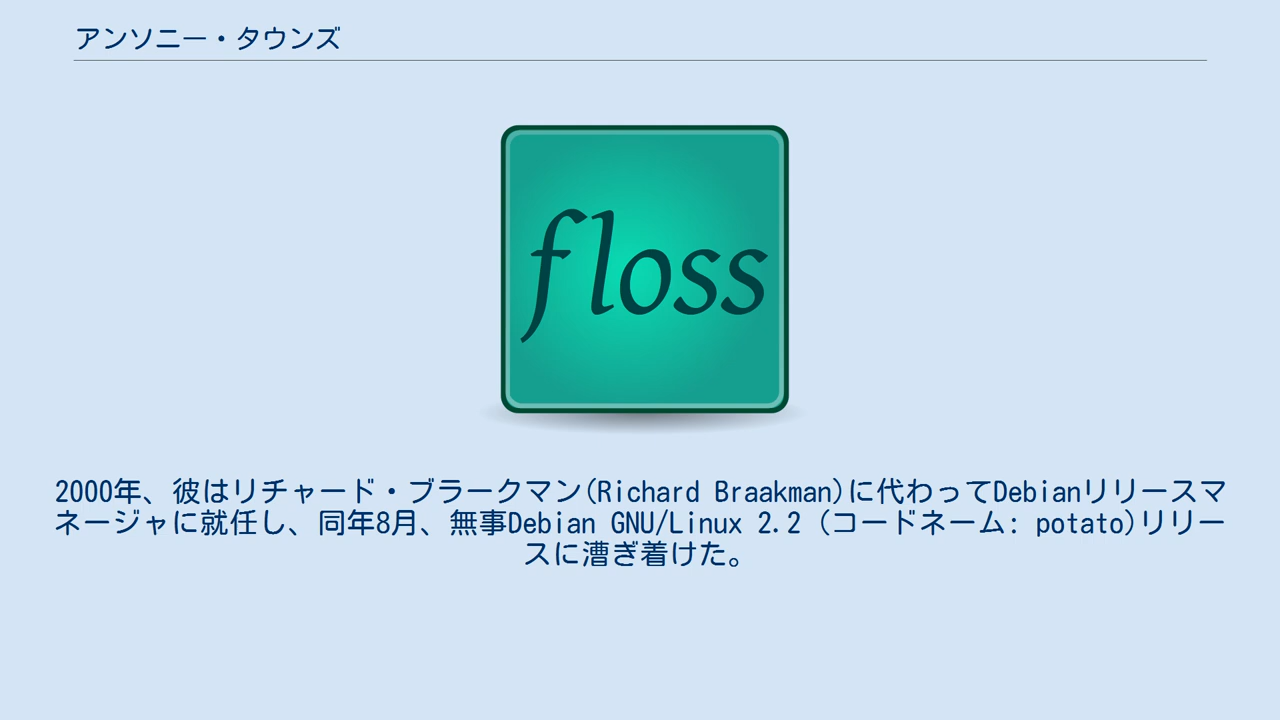 アンソニー・タウンズ
floss
2000年、彼はリチャード・ブラークマン(Richard Braakman)に代わってDebianリリースマ
ネージャに就任し、同年8月、無事Debian GNU/Linux 2.2 (コードネーム: potato)リリー
スに漕ぎ着けた。